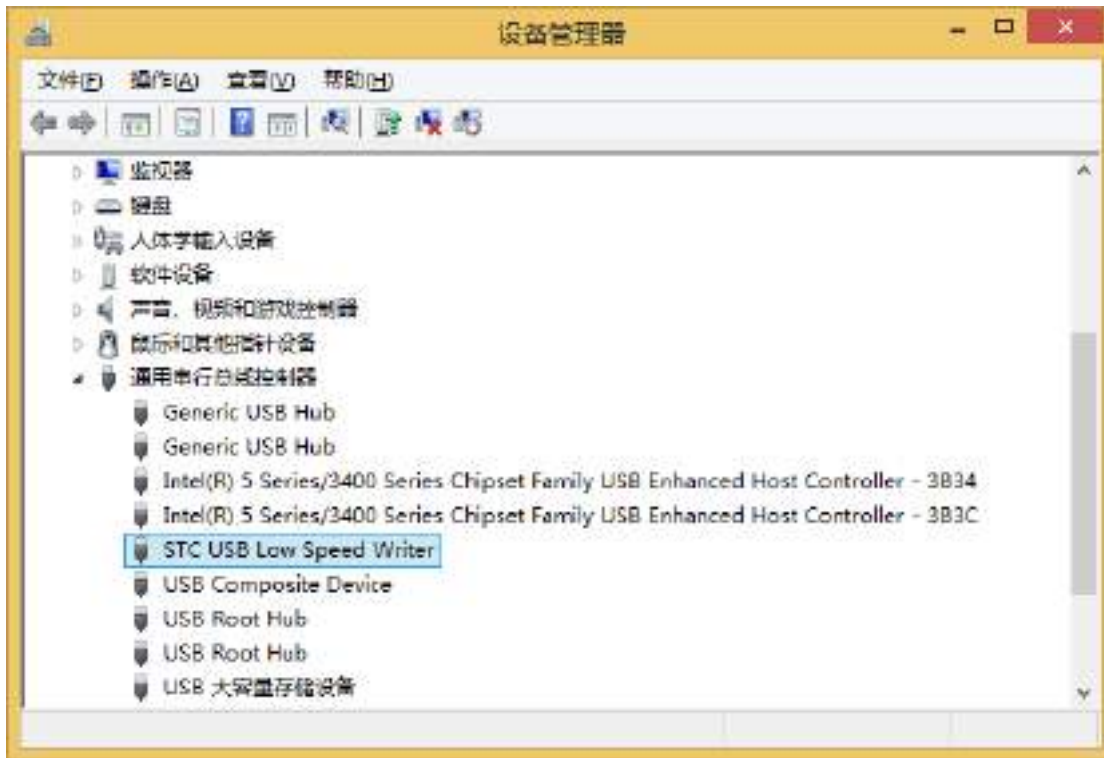 设备管理器
文件(F) 操作(A) 查看(V) 帮助(H)
监视器
键盘
人体学输入设备
软件设备
声音、视频和游戏控制器
鼠标和其他指针设备
通用串行总线控制器
Generic USB Hub
Generic USB Hub
Intel(R) 5 Series/3400 Series Chipset Family USB Enhanced Host Controller - 3B34
Intel(R) 5 Series/3400 Series Chipset Family USB Enhanced Host Controller - 3B3C
STC USB Low Speed Writer
USB Composite Device
USB Root Hub
USB Root Hub
USB 大容量存储设备